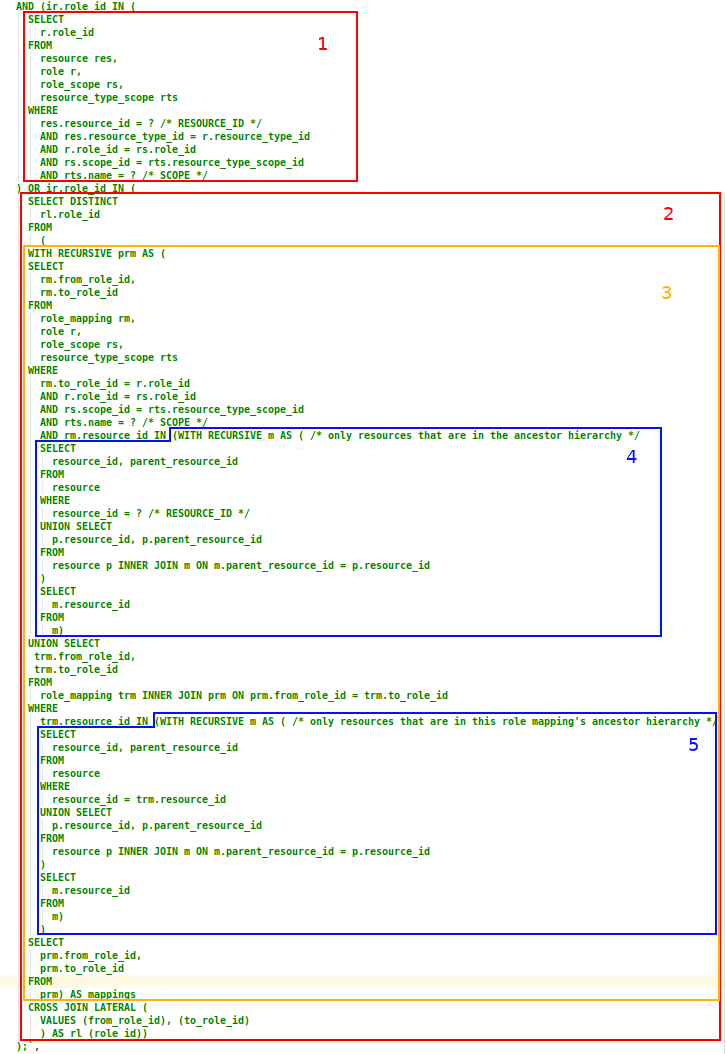 AND (ir.role_id IN (
SELECT
r.role_id
1
FROM
resource res,
role r,
role_scope rs,
resource_type_scope rts
WHERE
res.resource_id = ? /* RESOURCE_ID */
AND res.resource_type_id = r.resource_type_id
AND r.role_id = rs.role_id
AND rs.scope_id = rts.resource_type_scope_id
AND rts.name = ? /* SCOPE */
) OR ir.role_id IN (
SELECT DISTINCT
rl.role_id
2
FROM
(
WITH RECURSIVE prm AS (
SELECT
rm.from_role_id,
rm.to_role_id
3
FROM
role_mapping rm,
role r,
role_scope rs,
resource_type_scope rts
WHERE
rm.to_role_id = r.role_id
AND r.role_id = rs.role_id
AND rs.scope_id = rts.resource_type_scope_id
AND rts.name = ? /* SCOPE */
AND rm.resource_id IN (WITH RECURSIVE m AS ( /* only resources that are in the ancestor hierarchy */
SELECT
4
resource_id, parent_resource_id
FROM
resource
WHERE
resource_id = ? /* RESOURCE_ID */
UNION SELECT
p.resource_id, p.parent_resource_id
FROM
resource p INNER JOIN m ON m.parent_resource_id = p.resource_id
)
SELECT
m.resource_id
FROM
m)
UNION SELECT
trm.from_role_id,
trm.to_role_id
FROM
role_mapping trm INNER JOIN prm ON prm.from_role_id = trm.to_role_id
WHERE
trm.resource_id IN (WITH RECURSIVE m AS ( /* only resources that are in this role mapping's ancestor hierarchy */
SELECT
5
resource_id, parent_resource_id
FROM
resource
WHERE
resource_id = trm.resource_id
UNION SELECT
p.resource_id, p.parent_resource_id
FROM
resource p INNER JOIN m ON m.parent_resource_id = p.resource_id
)
SELECT
m.resource_id
FROM
m)
)
SELECT
prm.from_role_id,
prm.to_role_id
FROM
prm) AS mappings
CROSS JOIN LATERAL (
VALUES (from_role_id), (to_role_id)
) AS rl (role_id))
);`,